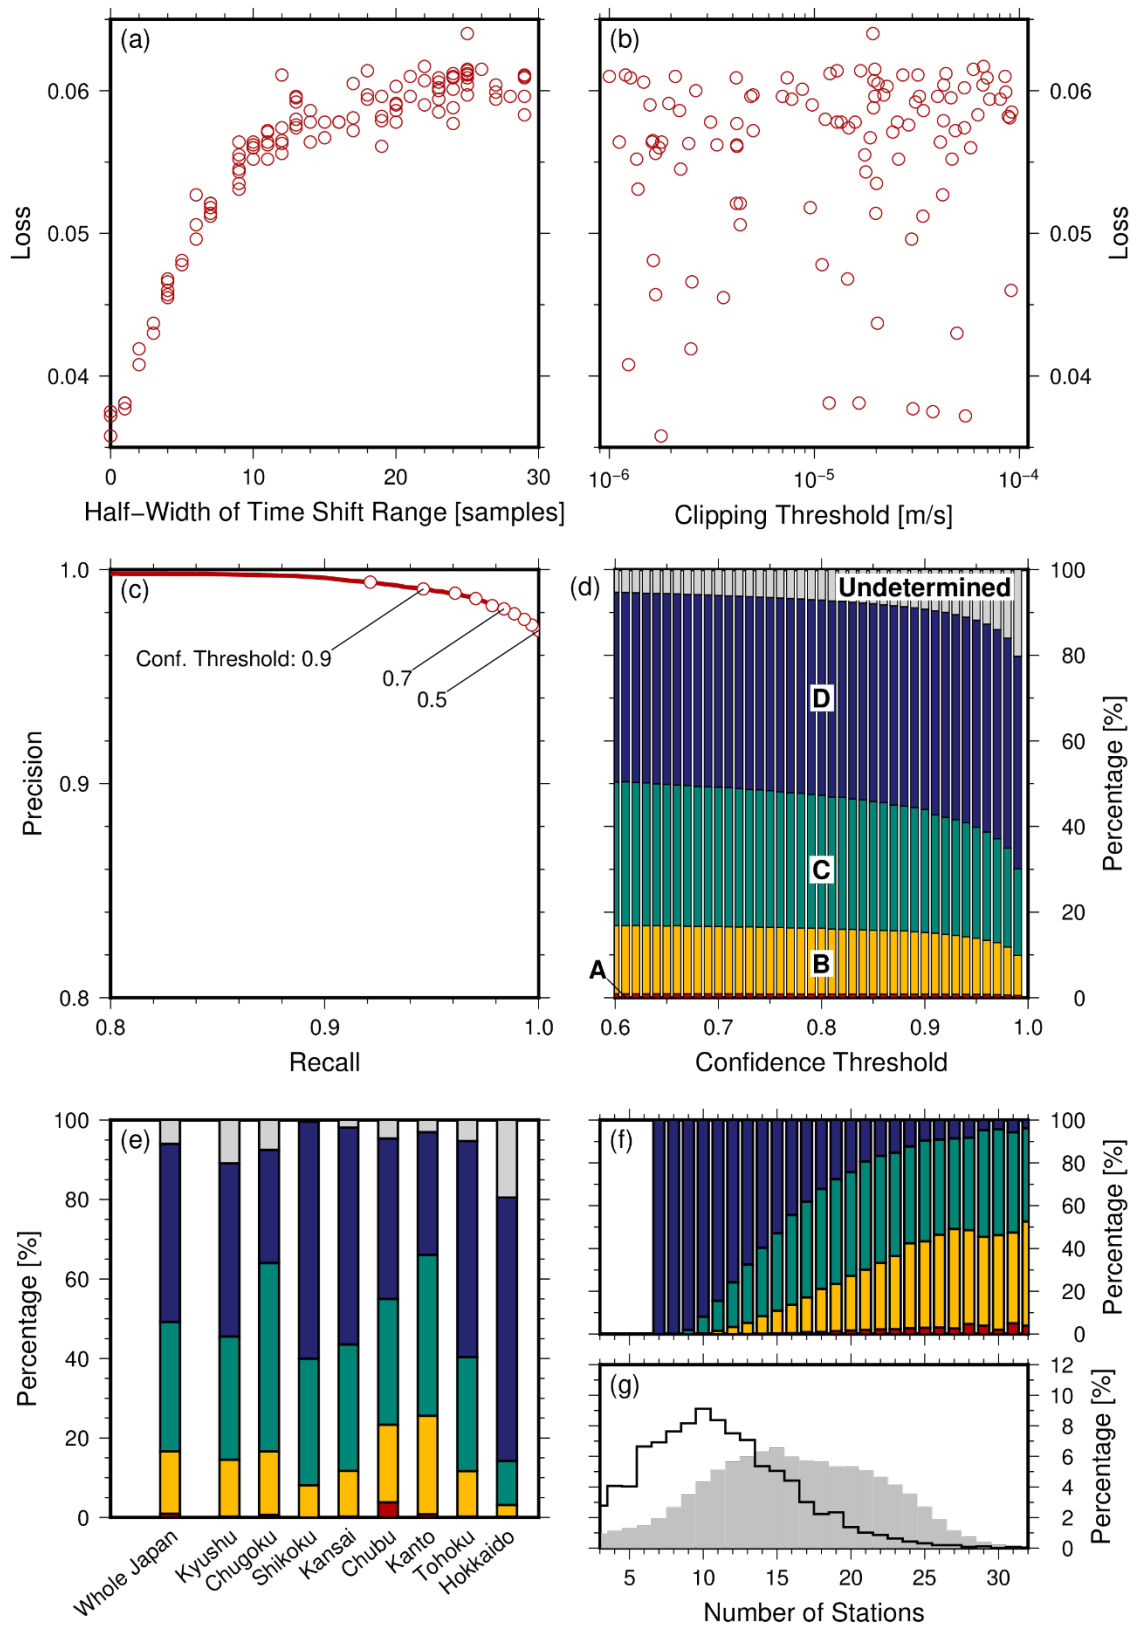 (a)
0.06
0.05
0.04
Loss
0
10
20
30
Half−Width of Time Shift Range [samples]
(b)
0.06
0.05
0.04
Loss
10−6
10−5
10−4
Clipping Threshold [m/s]
(c)
1.0
0.9
0.8
Precision
Conf. Threshold: 0.9
0.7
0.5
0.8
0.9
1.0
Recall
(d)
Undetermined
D
C
B
A
100
80
60
40
20
0
Percentage [%]
0.6
0.7
0.8
0.9
1.0
Confidence Threshold
(e)
100
80
60
40
20
0
Percentage [%]
Whole Japan
Kyushu
Chugoku
Shikoku
Kansai
Chubu
Kanto
Tohoku
Hokkaido
(f)
100
80
60
40
20
0
Percentage [%]
(g)
12
10
8
6
4
2
0
Percentage [%]
5
10
15
20
25
30
Number of Stations